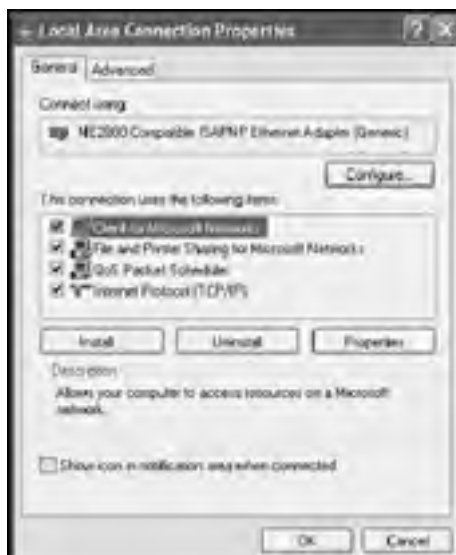 Local Area Connection Properties
General Advanced
Connect using:
NE2000 Compatible ISAPNP Ethernet Adapter (Generic)
Configure...
This connection uses the following items:
Client for Microsoft Networks
File and Printer Sharing for Microsoft Networks
QoS Packet Scheduler
Internet Protocol (TCP/IP)
Install Uninstall Properties
Description
Allows your computer to access resources on a Microsoft
network.
Show icon in notification area when connected
OK Cancel